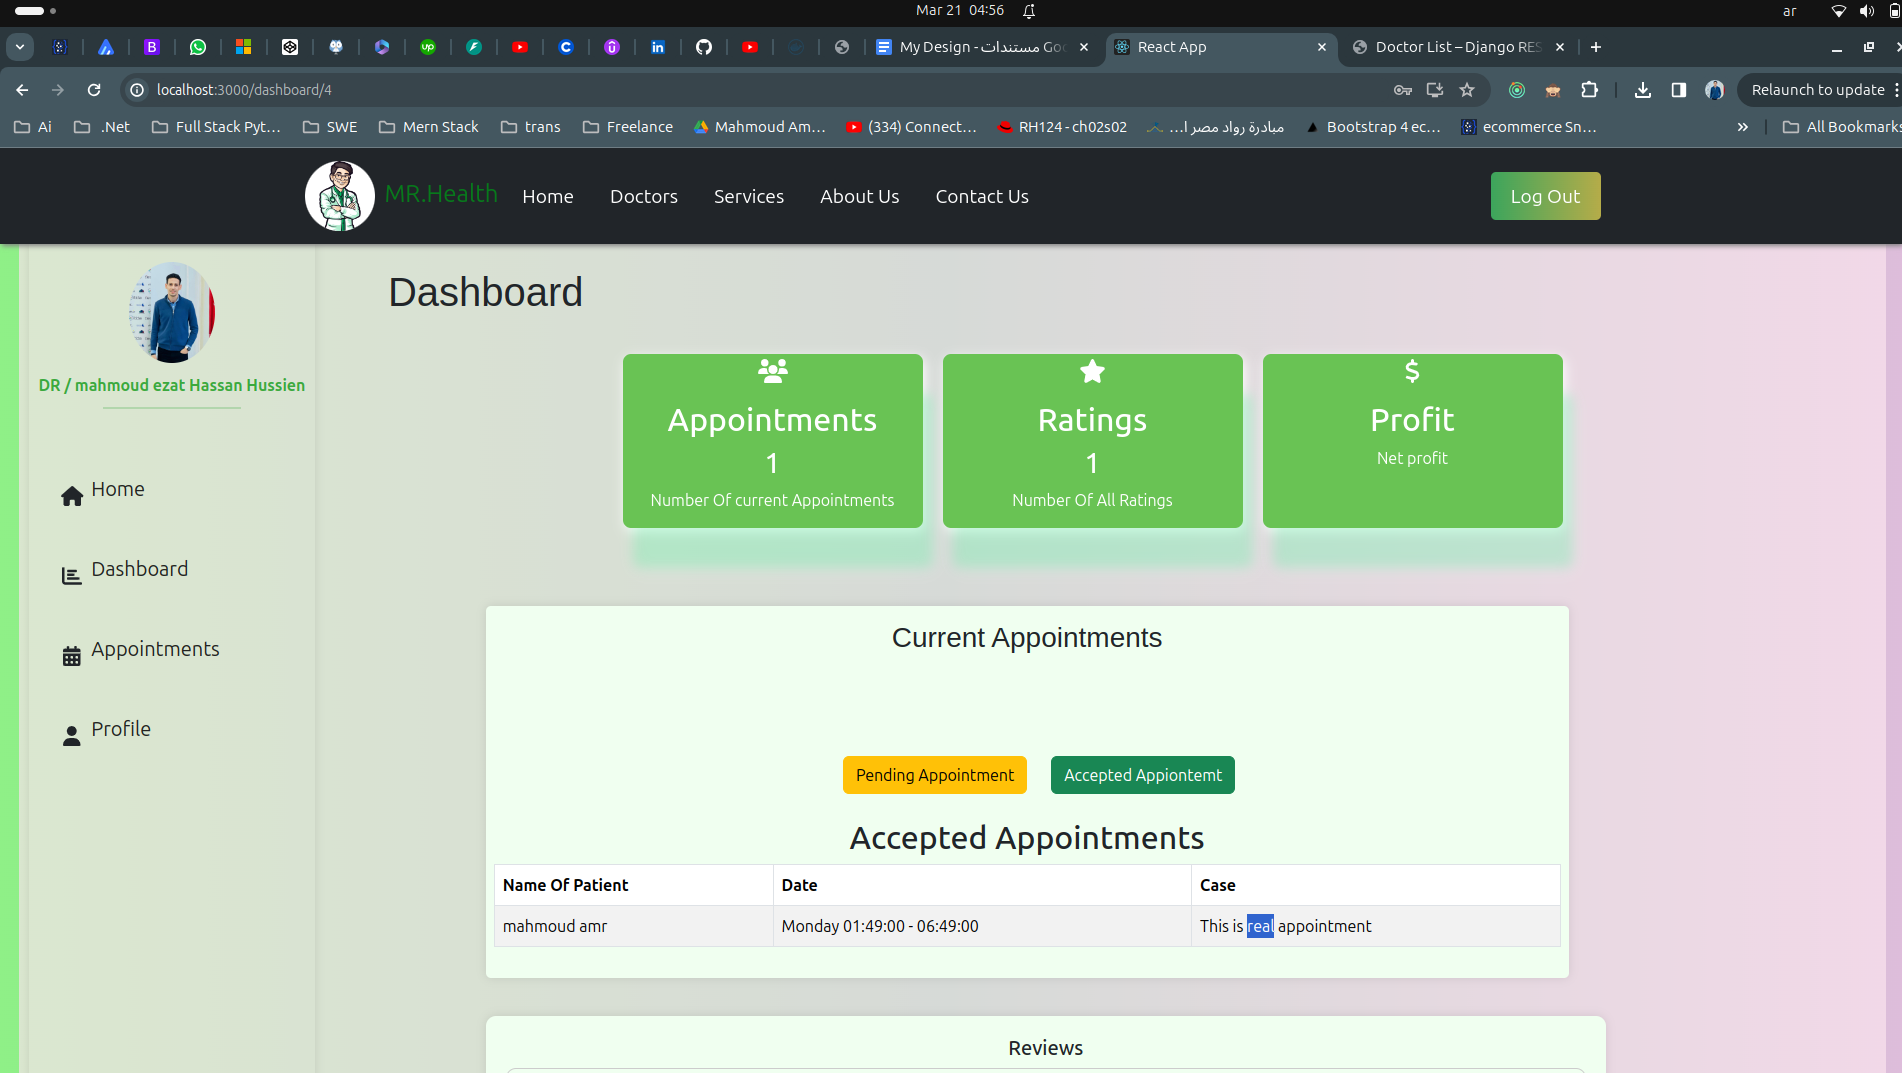 Mar 21 04:56
ar
My Design - مستندات Goo
React App
Doctor List – Django RES
localhost:3000/dashboard/4
Relaunch to update
Ai
.Net
Full Stack Pyt...
SWE
Mern Stack
trans
Freelance
Mahmoud Am...
(334) Connect...
RH124 - ch02s02
مبادرة رواد مصر ا...
Bootstrap 4 ec...
ecommerce Sn...
All Bookmarks
MR.Health
Home
Doctors
Services
About Us
Contact Us
Log Out
DR / mahmoud ezat Hassan Hussien
Home
Dashboard
Appointments
Profile
Dashboard
Appointments
1
Number Of current Appointments
Ratings
1
Number Of All Ratings
Profit
Net profit
Current Appointments
Pending Appointment
Accepted Appiontemt
Accepted Appointments
Name Of Patient
Date
Case
mahmoud amr
Monday 01:49:00 - 06:49:00
This is real appointment
Reviews